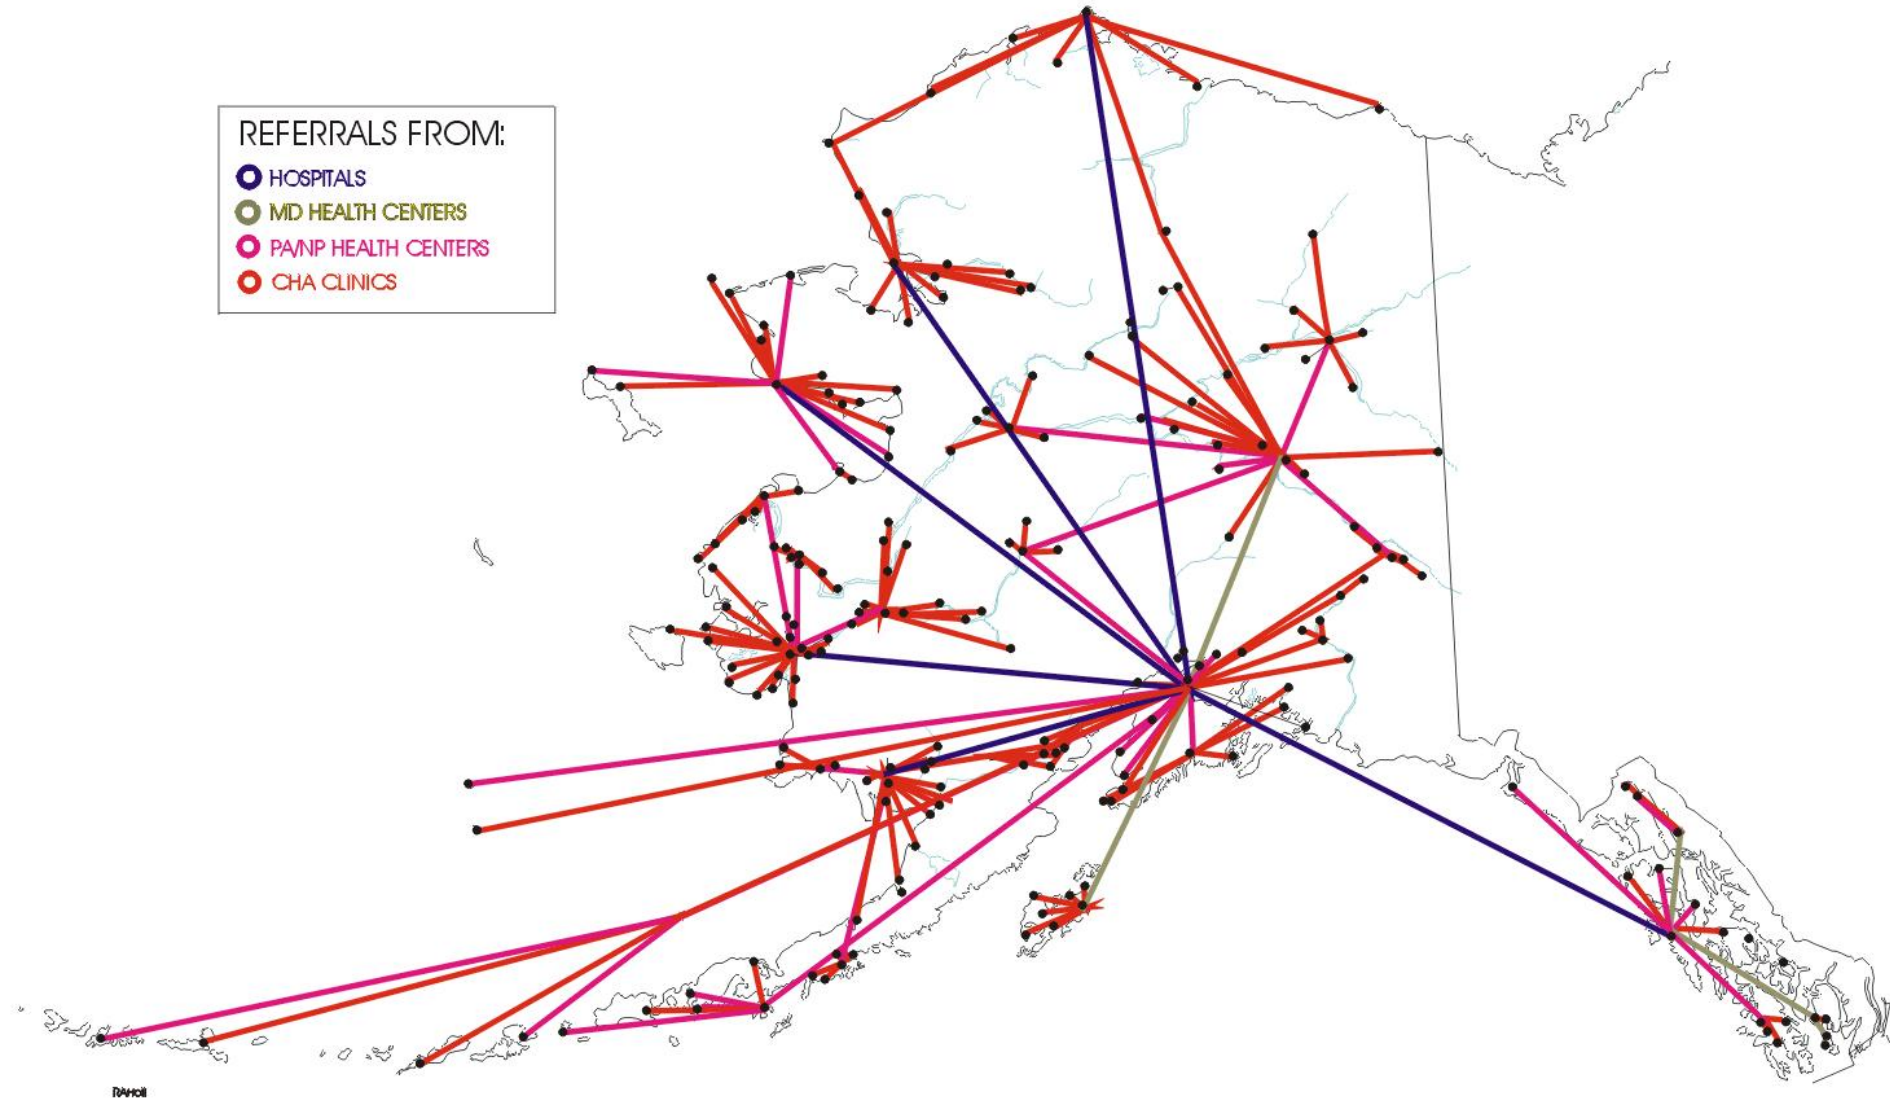 REFERRALS FROM:
HOSPITALS
MD HEALTH CENTERS
PA/NP HEALTH CENTERS
CHA CLINICS